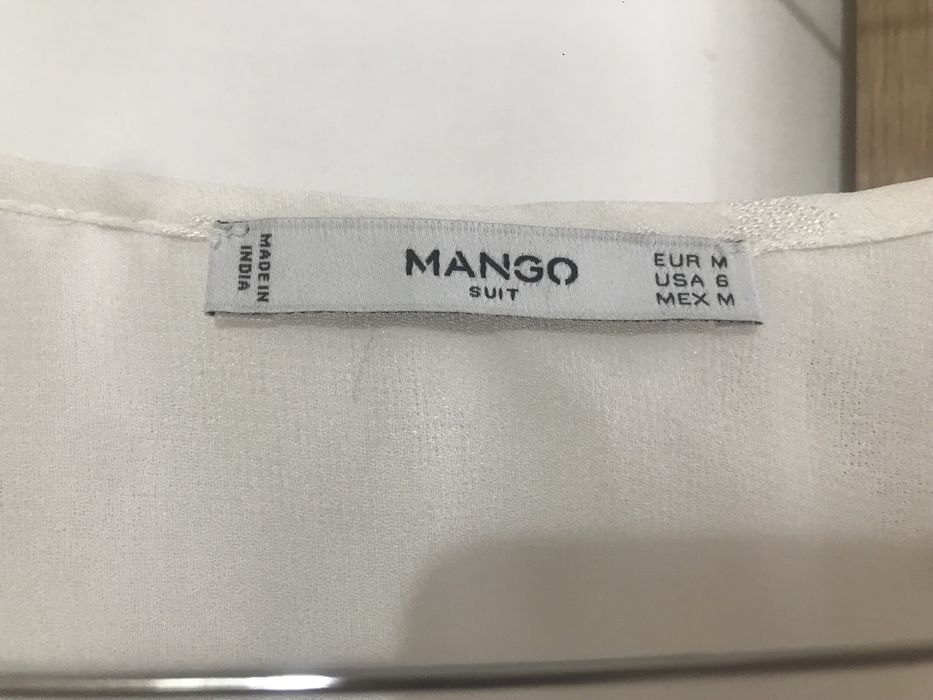 MADE IN
INDIA
MANGO
SUIT
EUR M
USA 6
MEX M